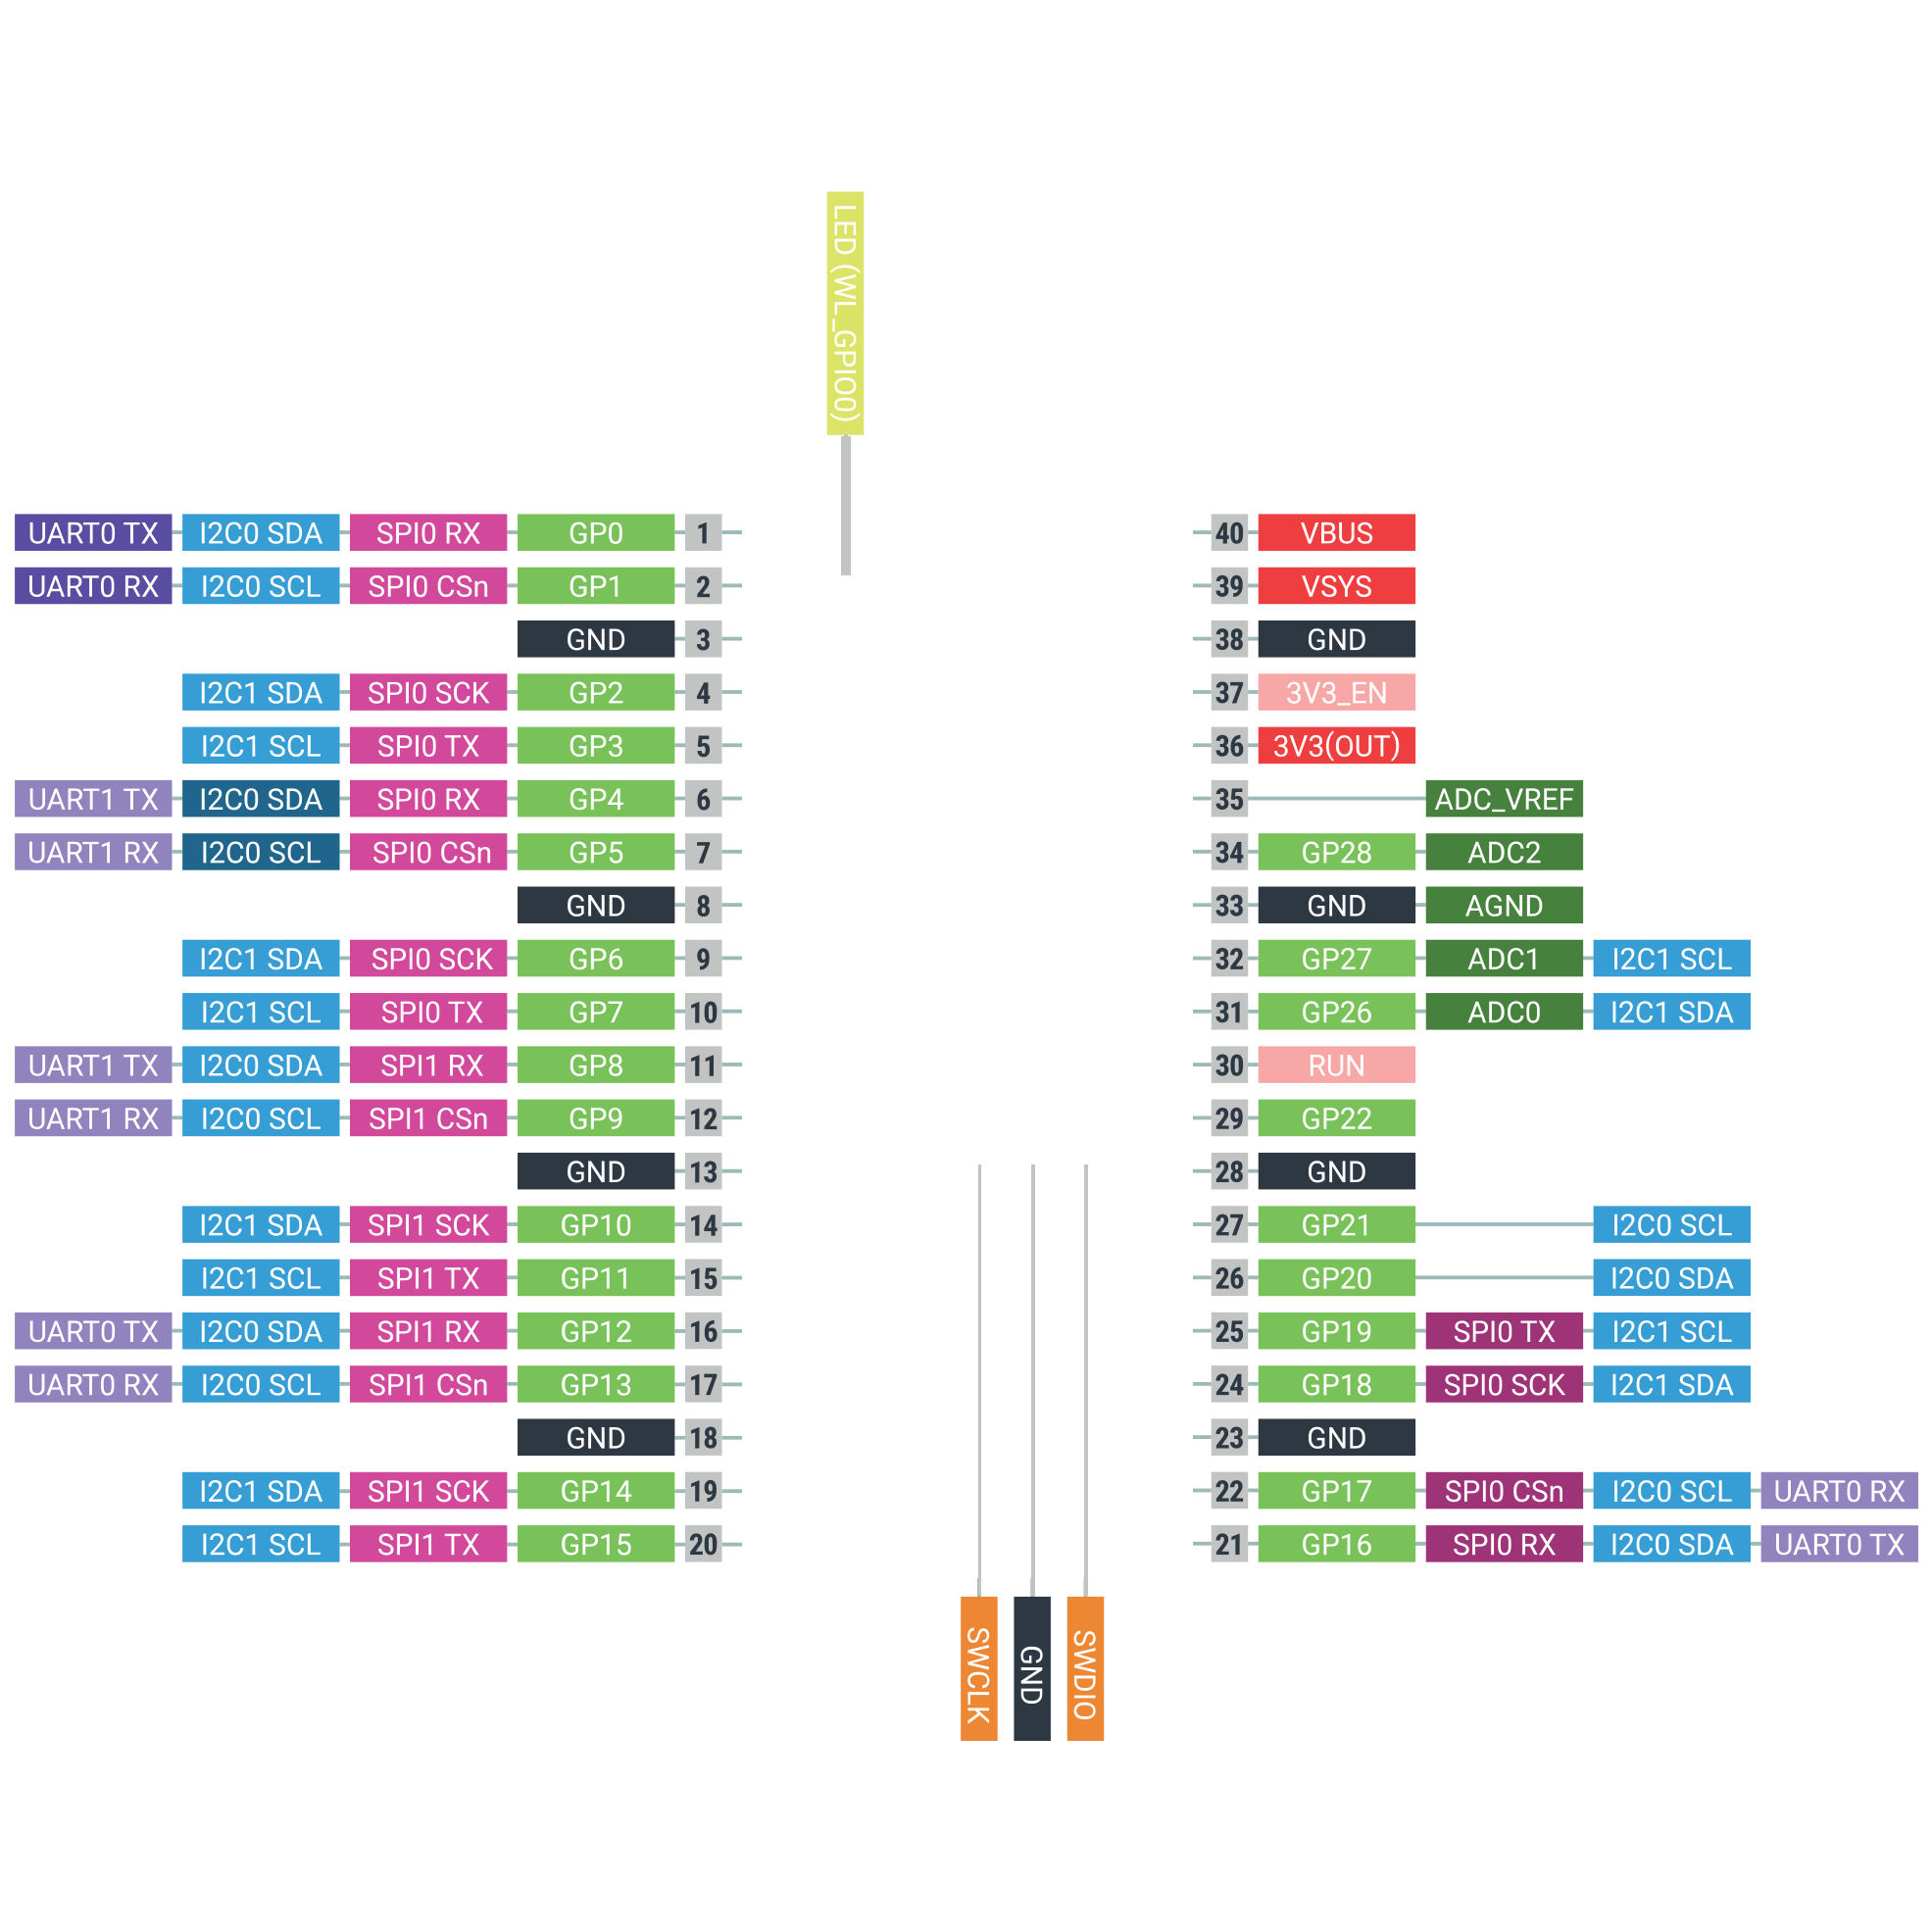 LED (WL_GPIO0)
UART0 TX I2C0 SDA SPI0 RX GP0 1 40 VBUS
UART0 RX I2C0 SCL SPI0 CSn GP1 2 39 VSYS
GND 3 38 GND
I2C1 SDA SPI0 SCK GP2 4 37 3V3_EN
I2C1 SCL SPI0 TX GP3 5 36 3V3(OUT)
UART1 TX I2C0 SDA SPI0 RX GP4 6 35 ADC_VREF
UART1 RX I2C0 SCL SPI0 CSn GP5 7 34 GP28 ADC2
GND 8 33 GND AGND
I2C1 SDA SPI0 SCK GP6 9 32 GP27 ADC1 I2C1 SCL
I2C1 SCL SPI0 TX GP7 10 31 GP26 ADC0 I2C1 SDA
UART1 TX I2C0 SDA SPI1 RX GP8 11 30 RUN
UART1 RX I2C0 SCL SPI1 CSn GP9 12 29 GP22
GND 13 28 GND
I2C1 SDA SPI1 SCK GP10 14 27 GP21 I2C0 SCL
I2C1 SCL SPI1 TX GP11 15 26 GP20 I2C0 SDA
UART0 TX I2C0 SDA SPI1 RX GP12 16 25 GP19 SPI0 TX I2C1 SCL
UART0 RX I2C0 SCL SPI1 CSn GP13 17 24 GP18 SPI0 SCK I2C1 SDA
GND 18 23 GND
I2C1 SDA SPI1 SCK GP14 19 22 GP17 SPI0 CSn I2C0 SCL UART0 RX
I2C1 SCL SPI1 TX GP15 20 21 GP16 SPI0 RX I2C0 SDA UART0 TX
SWCLK
GND
SWDIO